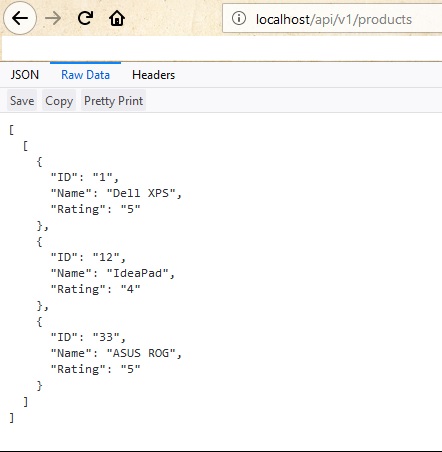 localhost/api/v1/products
JSON Raw Data Headers
Save Copy Pretty Print
[
  [
    {
      "ID": "1",
      "Name": "Dell XPS",
      "Rating": "5"
    },
    {
      "ID": "12",
      "Name": "IdeaPad",
      "Rating": "4"
    },
    {
      "ID": "33",
      "Name": "ASUS ROG",
      "Rating": "5"
    }
  ]
]